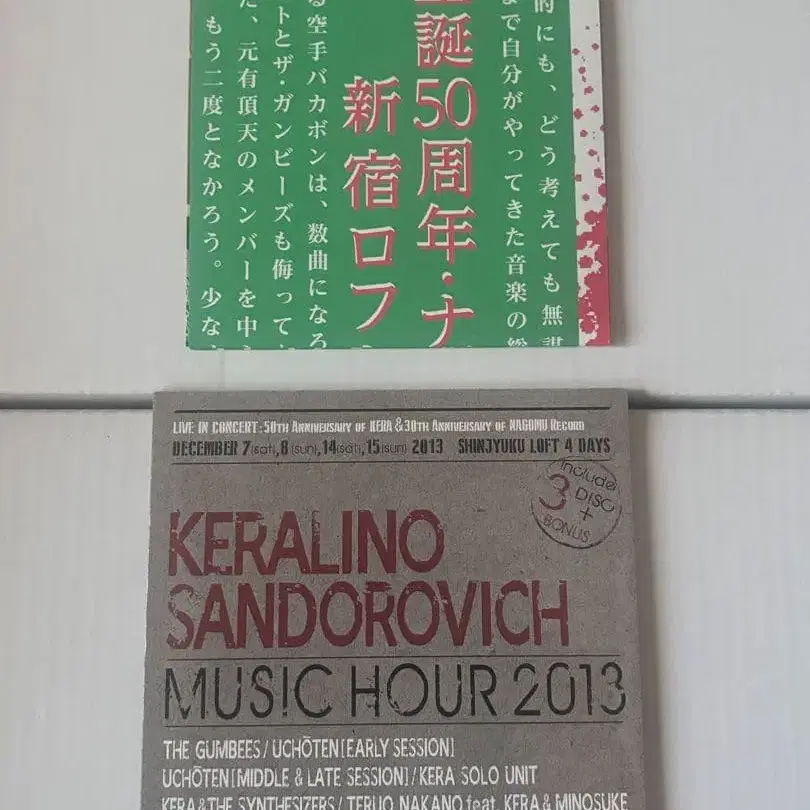 的にも、どう考えても無謀
まで自分がやってきた音楽の総
誕50周年・ナ
新宿ロフ
る空手バカボンは、数曲になろ
トとザ・ガンビーズも侮って
た、元有頂天のメンバーを中
もう二度となかろう。少な
LIVE IN CONCERT: 50TH ANNIVERSARY OF KERA & 30TH ANNIVERSARY OF NAGOMU RECORD
DECEMBER 7(sat),8(sun),14(sat),15(sun) 2013 SHINJYUKU LOFT 4 DAYS
include
3 DISC
+
BONUS
KERALINO
SANDOROVICH
MUSIC HOUR 2013
THE GUMBEES / UCHŌTEN [EARLY SESSION]
UCHŌTEN [MIDDLE & LATE SESSION] / KERA SOLO UNIT
KERA & THE SYNTHESIZERS / TERUO NAKANO feat. KERA & MINOSUKE